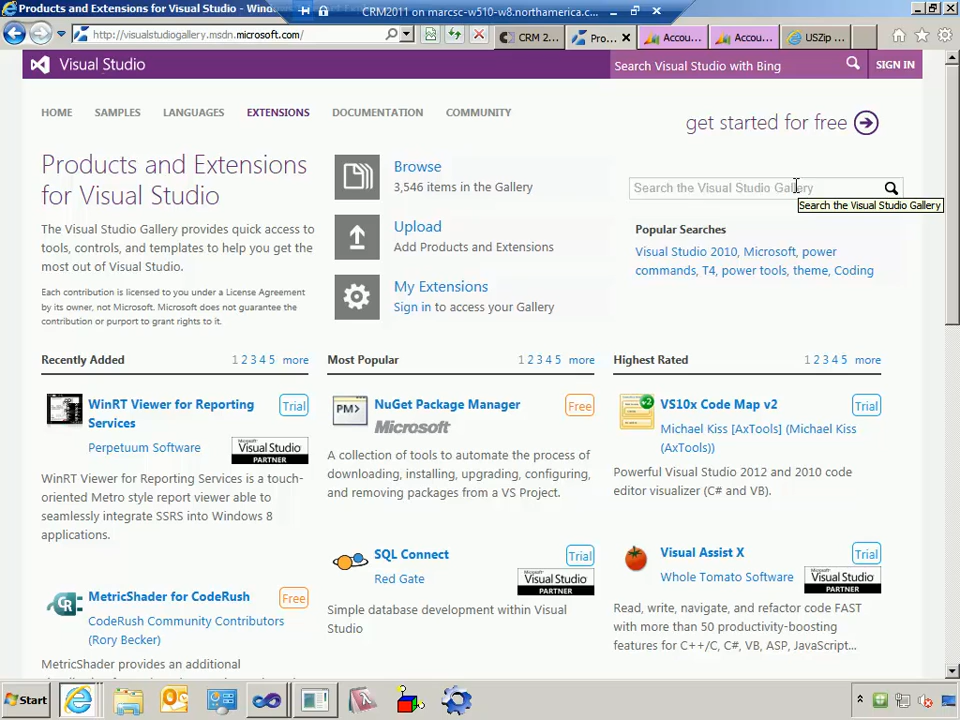 Products and Extensions for Visual Studio - Wind...
CRM2011 on marcsc-w510-w8.northamerica.c...
http://visualstudiogallery.msdn.microsoft.com/
CRM 2...
Pro...
Accou...
Accou...
USZip ...
Visual Studio
Search Visual Studio with Bing
SIGN IN
HOME SAMPLES LANGUAGES EXTENSIONS DOCUMENTATION COMMUNITY
get started for free
Products and Extensions
for Visual Studio
The Visual Studio Gallery provides quick access to
tools, controls, and templates to help you get the
most out of Visual Studio.
Each contribution is licensed to you under a License Agreement
by its owner, not Microsoft. Microsoft does not guarantee the
contribution or purport to grant rights to it.
Browse
3,546 items in the Gallery
Upload
Add Products and Extensions
My Extensions
Sign in to access your Gallery
Search the Visual Studio Gallery
Search the Visual Studio Gallery
Popular Searches
Visual Studio 2010, Microsoft, power
commands, T4, power tools, theme, Coding
Recently Added 1 2 3 4 5 more
WinRT Viewer for Reporting
Services
Trial
Perpetuum Software
Microsoft
Visual Studio
PARTNER
WinRT Viewer for Reporting Services is a touch-
oriented Metro style report viewer able to
seamlessly integrate SSRS into Windows 8
applications.
CR
MetricShader for CodeRush
Free
CodeRush Community Contributors
(Rory Becker)
MetricShader provides an additional
Most Popular 1 2 3 4 5 more
PM>
NuGet Package Manager
Free
Microsoft
A collection of tools to automate the process of
downloading, installing, upgrading, configuring,
and removing packages from a VS Project.
SQL Connect
Trial
Red Gate
Microsoft
Visual Studio
PARTNER
Simple database development within Visual
Studio
Highest Rated 1 2 3 4 5 more
VS10x Code Map v2
Trial
Michael Kiss [AxTools] (Michael Kiss
(AxTools))
Powerful Visual Studio 2012 and 2010 code
editor visualizer (C# and VB).
Visual Assist X
Trial
Whole Tomato Software
Microsoft
Visual Studio
PARTNER
Read, write, navigate, and refactor code FAST
with more than 50 productivity-boosting
features for C++/C, C#, VB, ASP, JavaScript...
Start